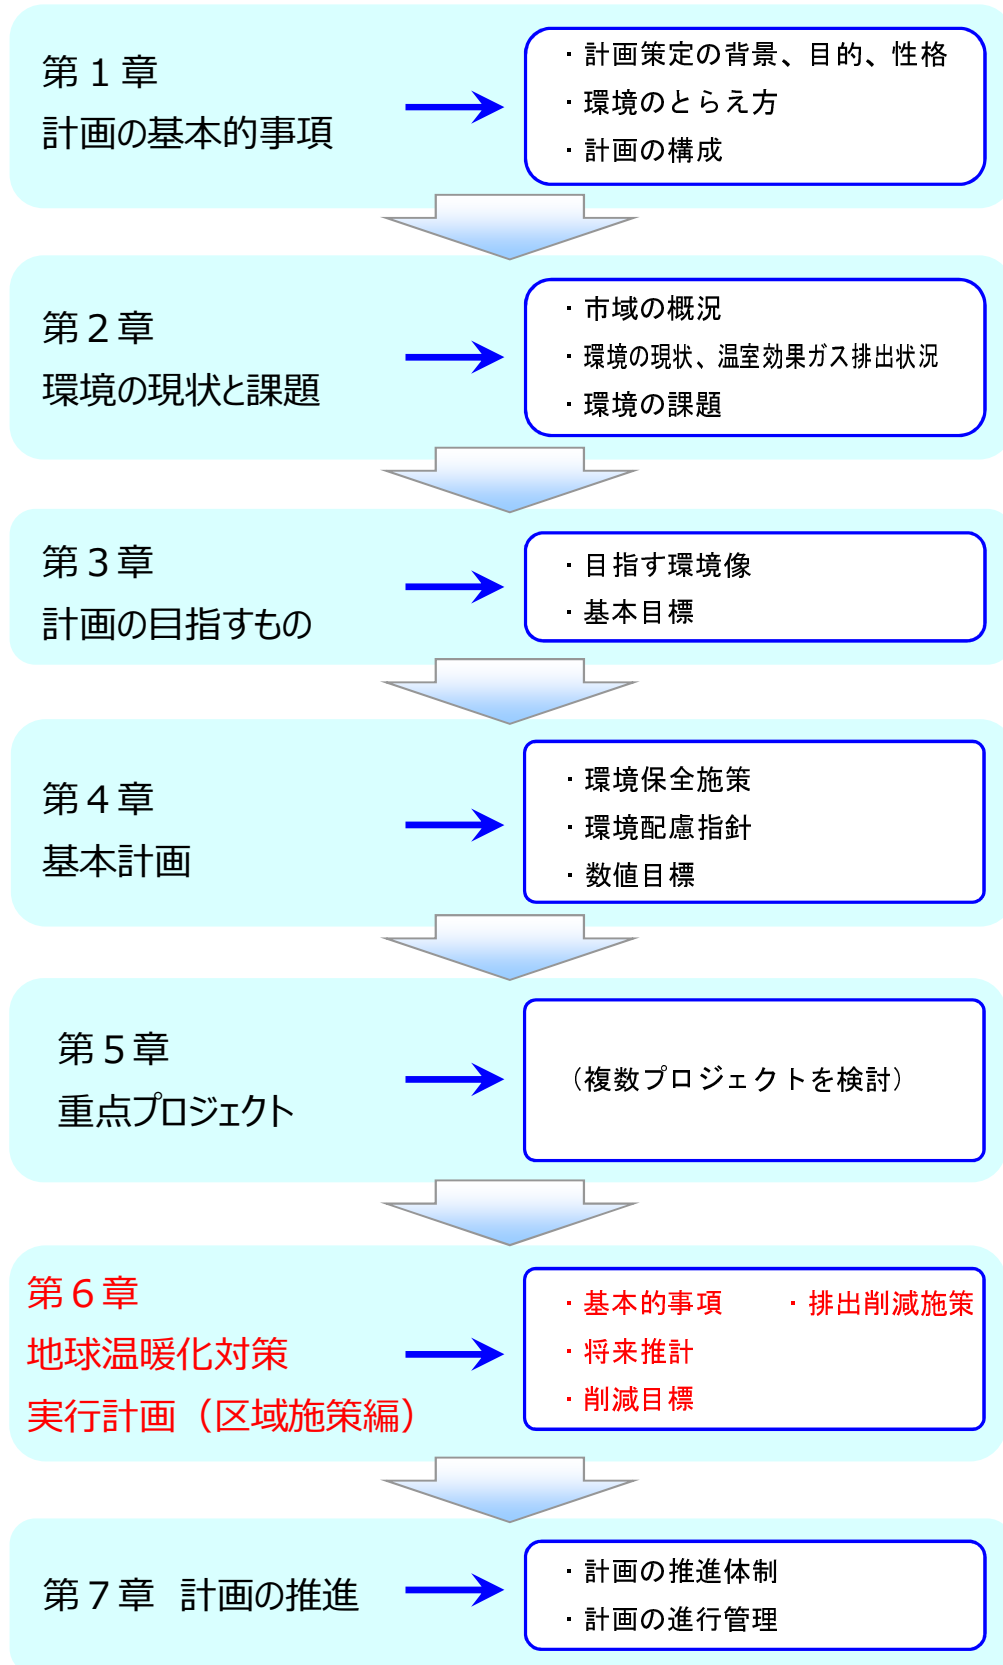 第１章
計画の基本的事項
・計画策定の背景、目的、性格
・環境のとらえ方
・計画の構成
第２章
環境の現状と課題
・市域の概況
・環境の現状、温室効果ガス排出状況
・環境の課題
第３章
計画の目指すもの
・目指す環境像
・基本目標
第４章
基本計画
・環境保全施策
・環境配慮指針
・数値目標
第５章
重点プロジェクト
（複数プロジェクトを検討）
第６章
地球温暖化対策
実行計画（区域施策編）
・基本的事項　・排出削減施策
・将来推計
・削減目標
第７章 計画の推進
・計画の推進体制
・計画の進行管理